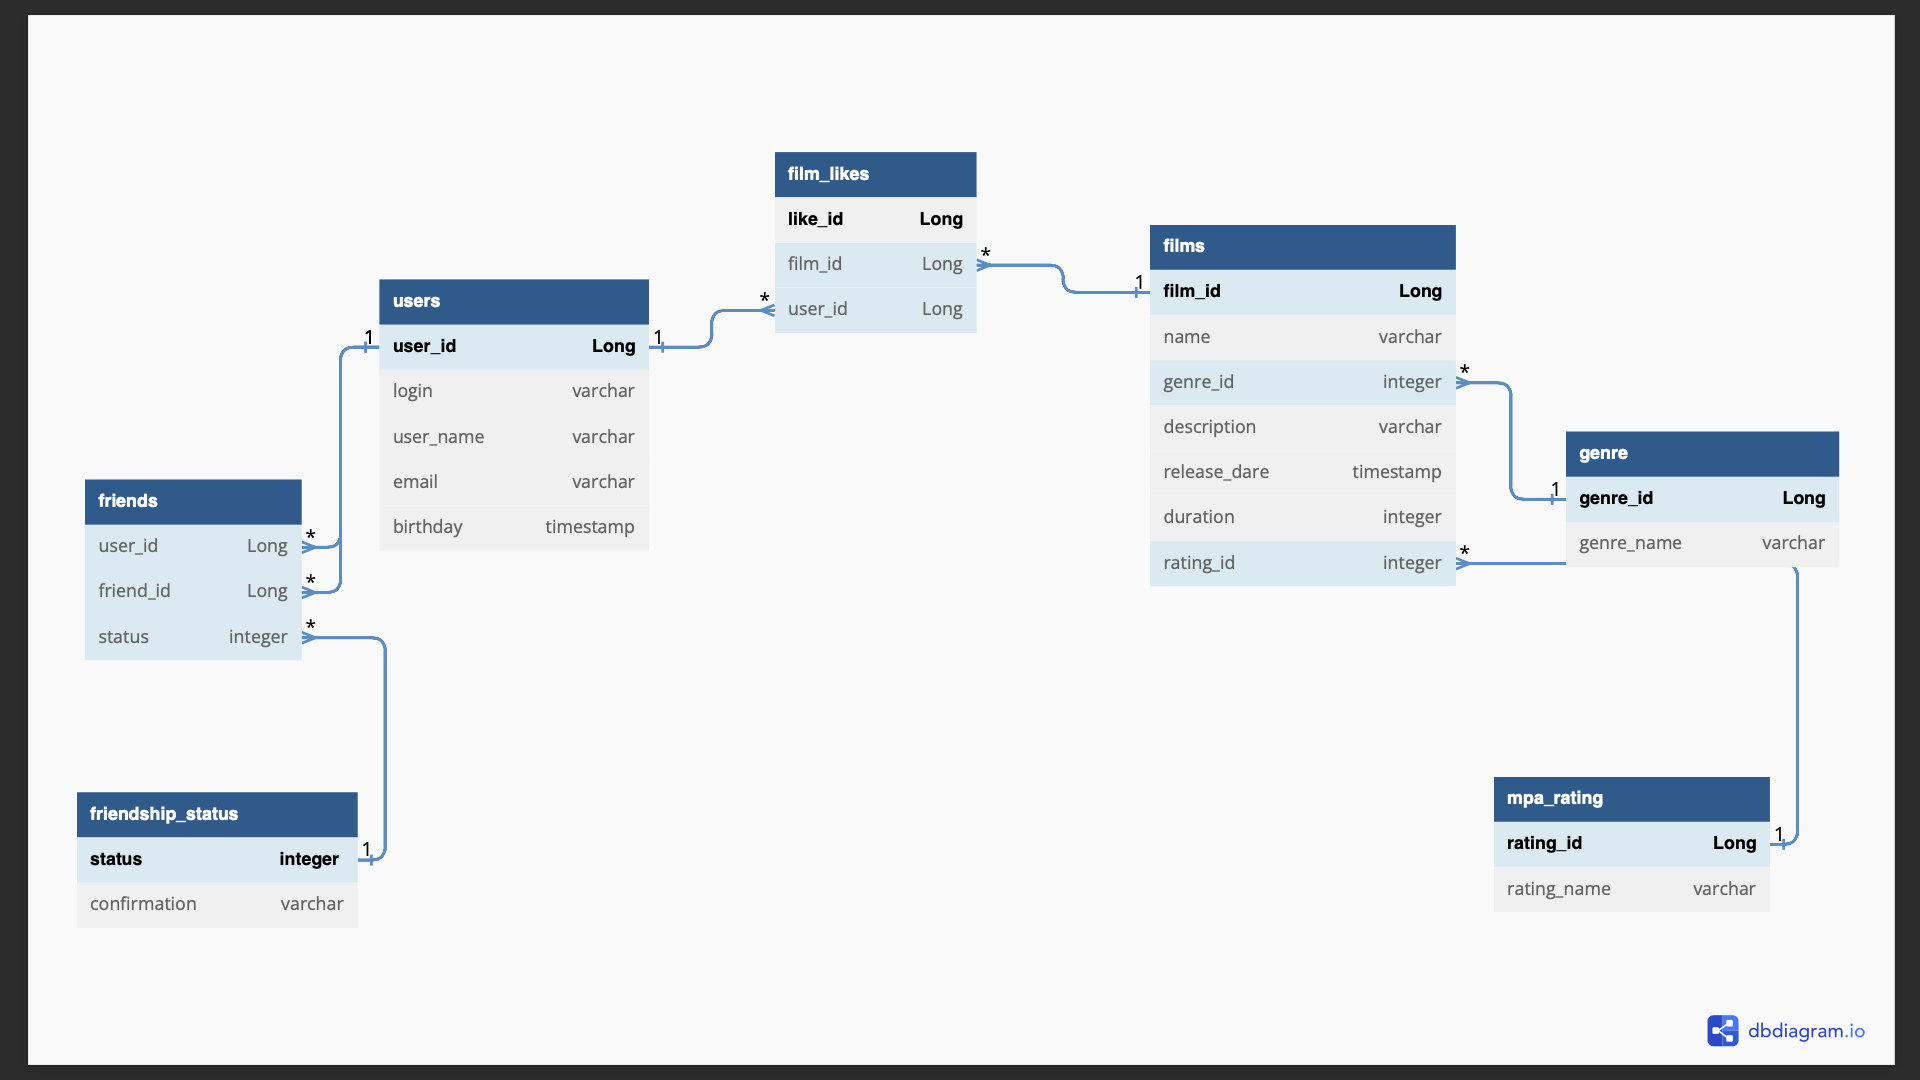 film_likes
like_id Long
film_id Long
user_id Long
*
*
films
film_id Long
name varchar
genre_id integer
description varchar
release_dare timestamp
duration integer
rating_id integer
1
*
*
users
user_id Long
login varchar
user_name varchar
email varchar
birthday timestamp
1
1
genre
genre_id Long
genre_name varchar
1
friends
user_id Long
friend_id Long
status integer
*
*
*
friendship_status
status integer
confirmation varchar
1
mpa_rating
rating_id Long
rating_name varchar
1
dbdiagram.io